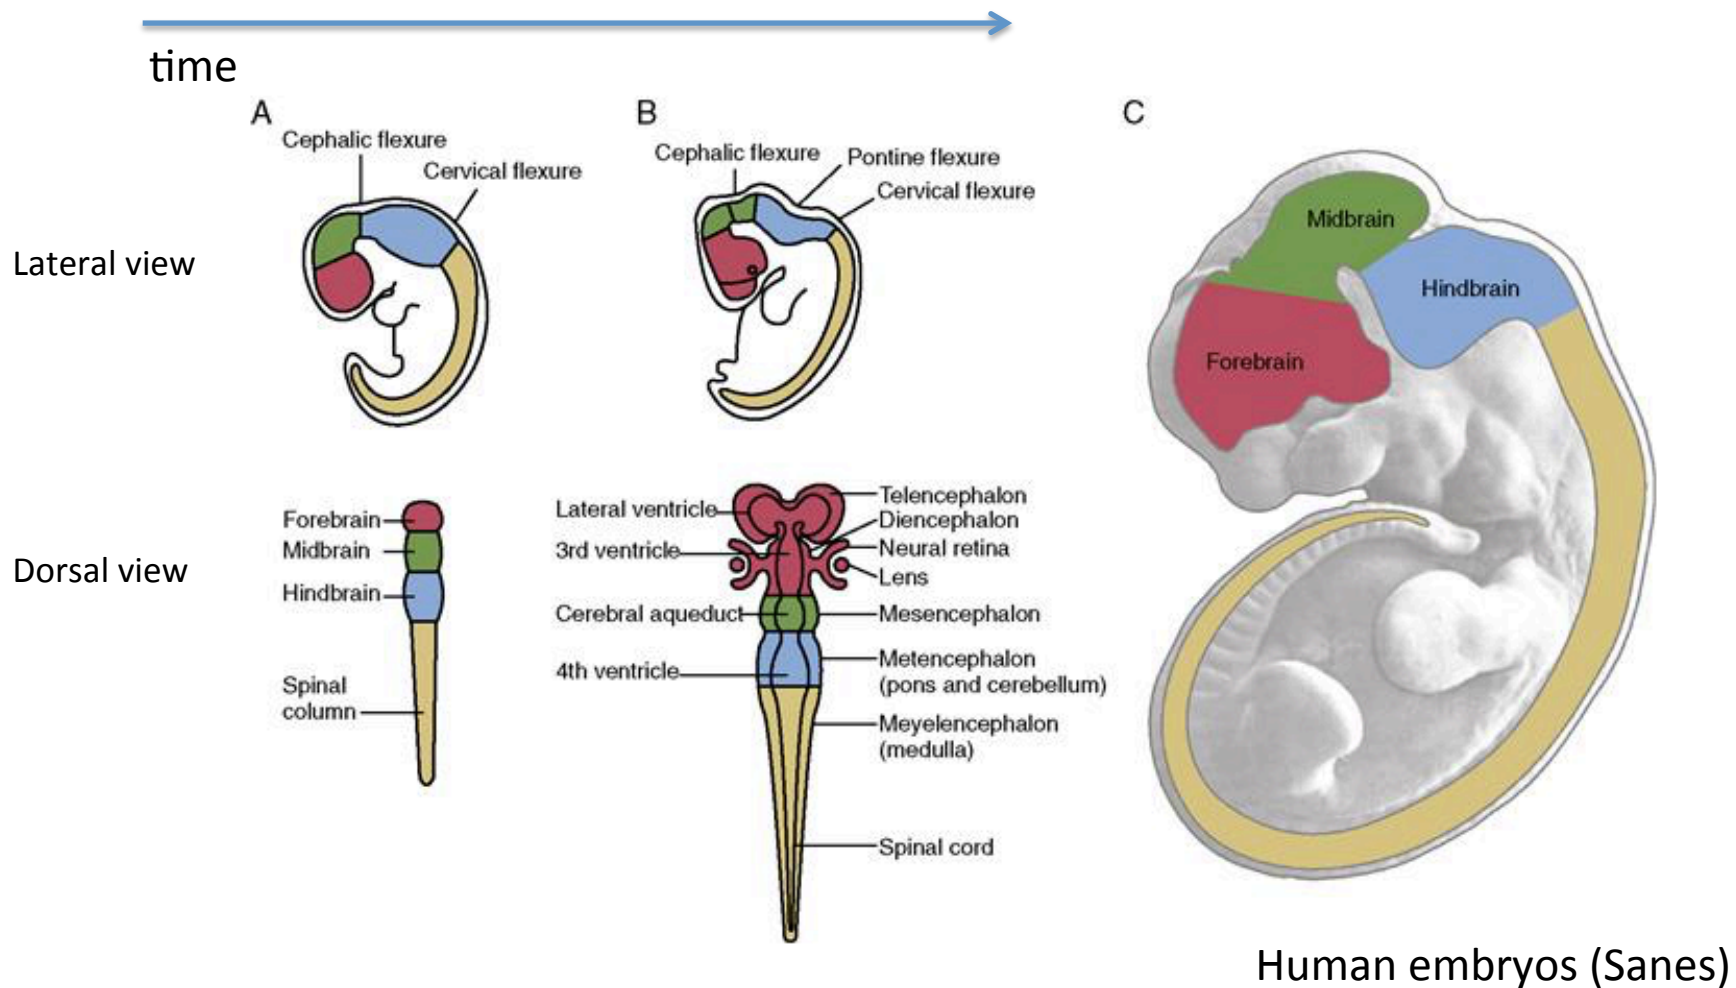 time
A
Cephalic flexure
Cervical flexure
B
Cephalic flexure
Pontine flexure
Cervical flexure
C
Midbrain
Hindbrain
Forebrain
Lateral view
Dorsal view
Forebrain
Midbrain
Hindbrain
Spinal
column
Lateral ventricle
3rd ventricle
Cerebral aqueduct
4th ventricle
Telencephalon
Diencephalon
Neural retina
Lens
Mesencephalon
Metencephalon
(pons and cerebellum)
Meyelencephalon
(medulla)
Spinal cord
Human embryos (Sanes)